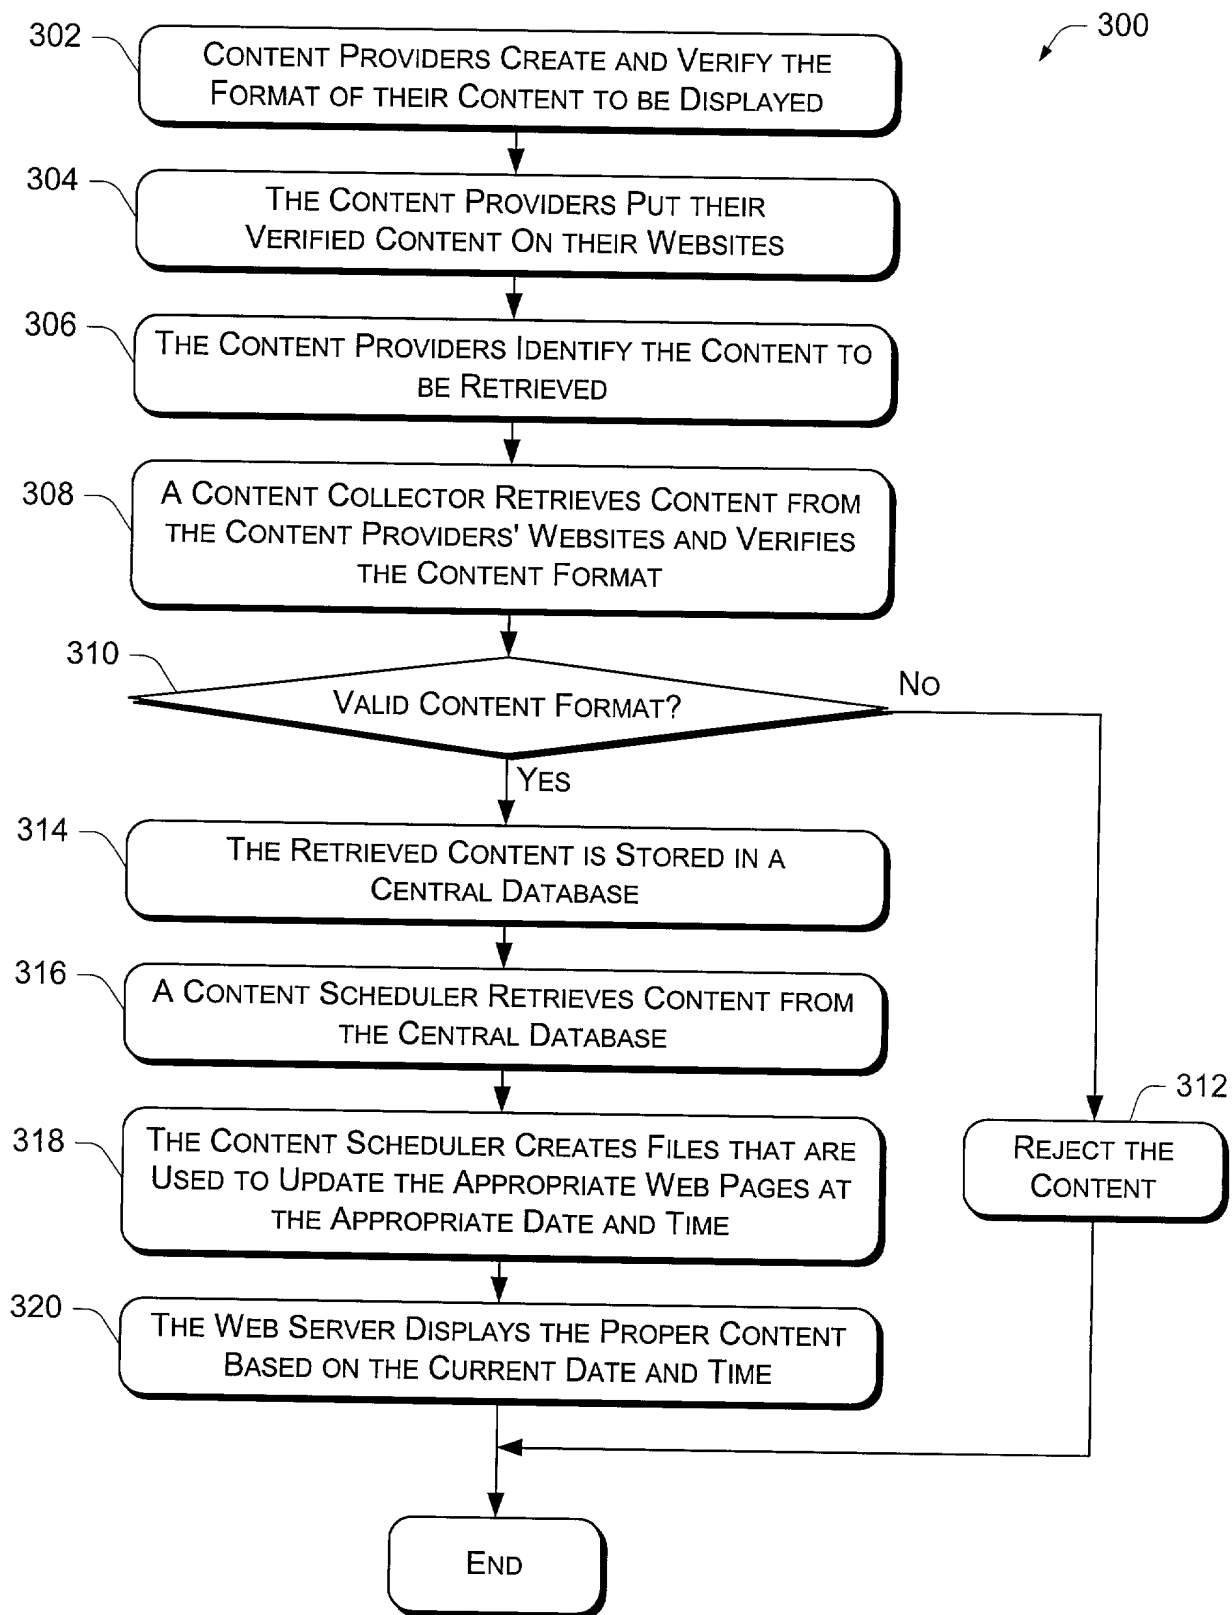 300
302
CONTENT PROVIDERS CREATE AND VERIFY THE
FORMAT OF THEIR CONTENT TO BE DISPLAYED
304
THE CONTENT PROVIDERS PUT THEIR
VERIFIED CONTENT ON THEIR WEBSITES
306
THE CONTENT PROVIDERS IDENTIFY THE CONTENT TO
BE RETRIEVED
308
A CONTENT COLLECTOR RETRIEVES CONTENT FROM
THE CONTENT PROVIDERS' WEBSITES AND VERIFIES
THE CONTENT FORMAT
310
VALID CONTENT FORMAT?
NO
YES
314
THE RETRIEVED CONTENT IS STORED IN A
CENTRAL DATABASE
316
A CONTENT SCHEDULER RETRIEVES CONTENT FROM
THE CENTRAL DATABASE
312
REJECT THE
CONTENT
318
THE CONTENT SCHEDULER CREATES FILES THAT ARE
USED TO UPDATE THE APPROPRIATE WEB PAGES AT
THE APPROPRIATE DATE AND TIME
320
THE WEB SERVER DISPLAYS THE PROPER CONTENT
BASED ON THE CURRENT DATE AND TIME
END